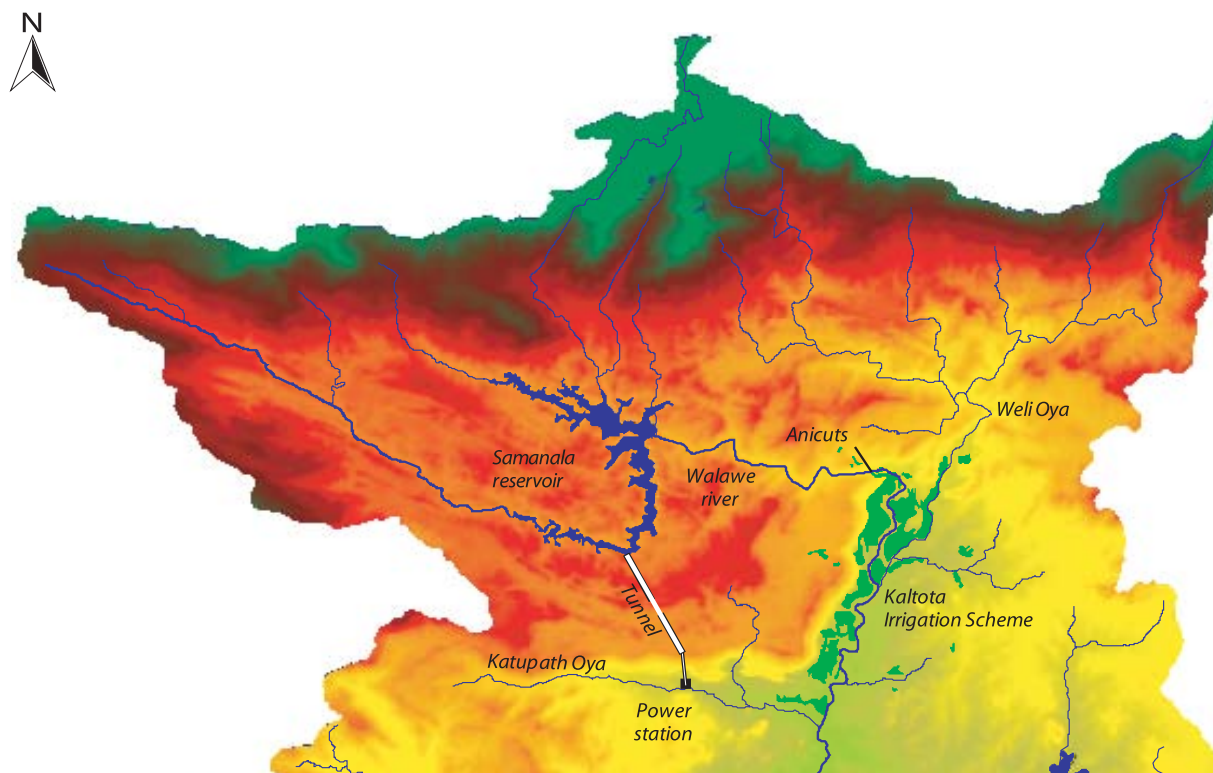 N
Weli Oya
Anicuts
Samanala
reservoir
Walawe
river
Tunnel
Kaltota
Irrigation Scheme
Katupath Oya
Power
station